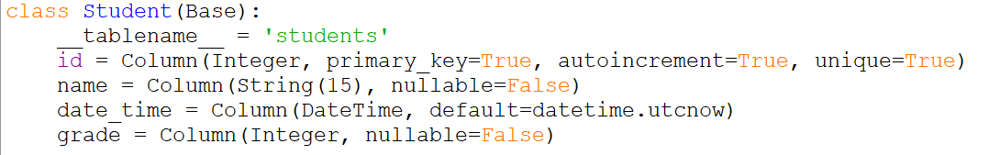 class Student(Base):
    __tablename__ = 'students'
    id = Column(Integer, primary_key=True, autoincrement=True, unique=True)
    name = Column(String(15), nullable=False)
    date_time = Column(DateTime, default=datetime.utcnow)
    grade = Column(Integer, nullable=False)